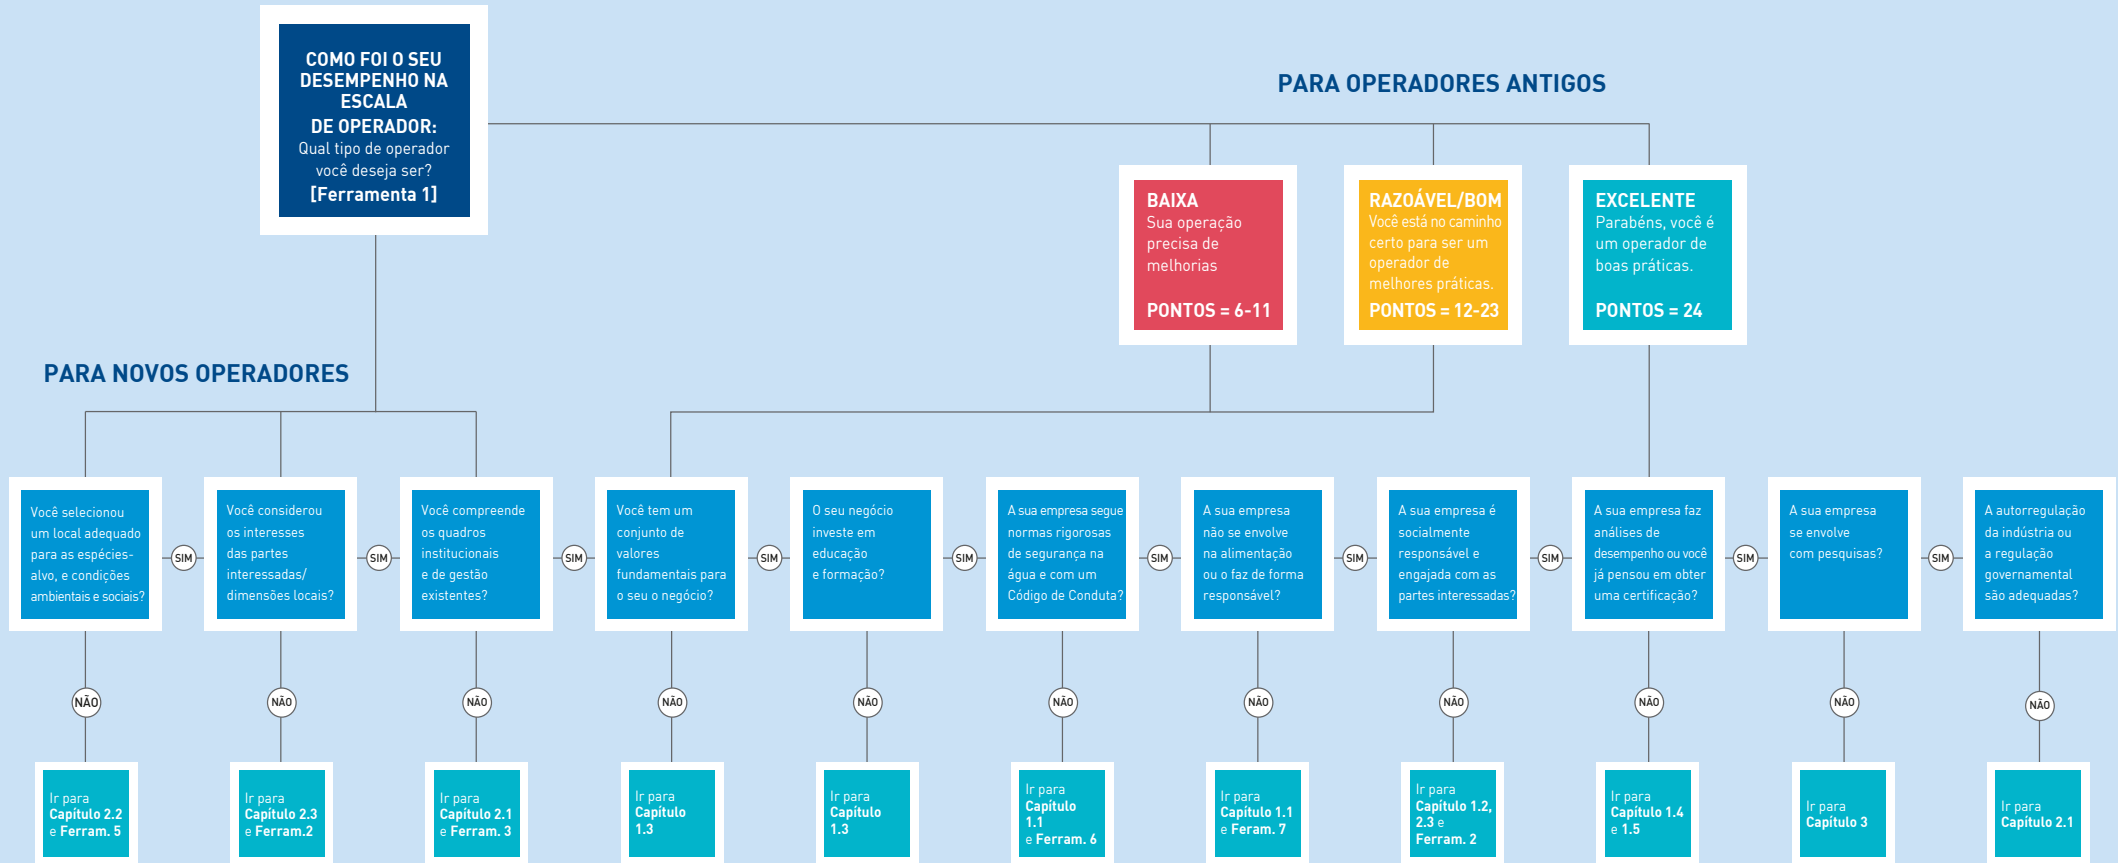 COMO FOI O SEU
DESEMPENHO NA
ESCALA
DE OPERADOR:
Qual tipo de operador
você deseja ser?
[Ferramenta 1]
PARA OPERADORES ANTIGOS
BAIXA
Sua operação
precisa de
melhorias
PONTOS = 6-11
RAZOÁVEL/BOM
Você está no caminho
certo para ser um
operador de
melhores práticas.
PONTOS = 12-23
EXCELENTE
Parabéns, você é
um operador de
boas práticas.
PONTOS = 24
PARA NOVOS OPERADORES
Você selecionou
um local adequado
para as espécies-
alvo, e condições
ambientais e sociais?
SIM
Você considerou
os interesses
das partes
interessadas/
dimensões locais?
SIM
Você compreende
os quadros
institucionais
e de gestão
existentes?
SIM
Você tem um
conjunto de
valores
fundamentais para
o seu o negócio?
SIM
O seu negócio
investe em
educação
e formação?
SIM
A sua empresa segue
normas rigorosas
de segurança na
água e com um
Código de Conduta?
SIM
A sua empresa
não se envolve
na alimentação
ou o faz de forma
responsável?
SIM
A sua empresa é
socialmente
responsável e
engajada com as
partes interessadas?
SIM
A sua empresa faz
análises de
desempenho ou você
já pensou em obter
uma certificação?
SIM
A sua empresa
se envolve
com pesquisas?
SIM
A autorregulação
da indústria ou
a regulação
governamental
são adequadas?
NÃO
NÃO
NÃO
NÃO
NÃO
NÃO
NÃO
NÃO
NÃO
NÃO
NÃO
Ir para
Capítulo 2.2
e Ferram. 5
Ir para
Capítulo 2.3
e Ferram.2
Ir para
Capítulo 2.1
e Ferram. 3
Ir para
Capítulo
1.3
Ir para
Capítulo
1.3
Ir para
Capítulo
1.1
e Ferram. 6
Ir para
Capítulo 1.1
e Feram. 7
Ir para
Capítulo 1.2,
2.3 e
Ferram. 2
Ir para
Capítulo 1.4
e 1.5
Ir para
Capítulo 3
Ir para
Capítulo 2.1